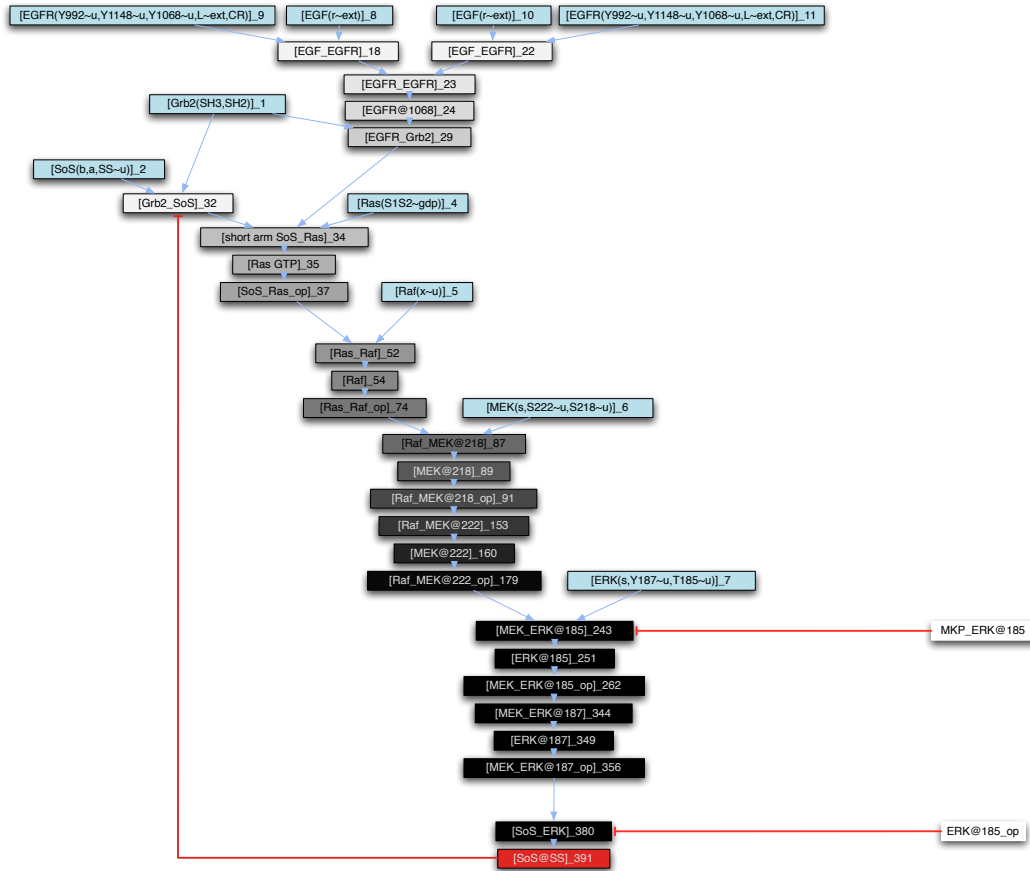 [EGFR(Y992~u,Y1148~u,Y1068~u,L~ext,CR)]_9
[EGF(r~ext)]_8
[EGF(r~ext)]_10
[EGFR(Y992~u,Y1148~u,Y1068~u,L~ext,CR)]_11
[EGF_EGFR]_18
[EGF_EGFR]_22
[EGFR_EGFR]_23
[Grb2(SH3,SH2)]_1
[EGFR@1068]_24
[EGFR_Grb2]_29
[SoS(b,a,SS~u)]_2
[Grb2_SoS]_32
[Ras(S1S2~gdp)]_4
[short arm SoS_Ras]_34
[Ras GTP]_35
[SoS_Ras_op]_37
[Raf(x~u)]_5
[Ras_Raf]_52
[Raf]_54
[Ras_Raf_op]_74
[MEK(s,S222~u,S218~u)]_6
[Raf_MEK@218]_87
[MEK@218]_89
[Raf_MEK@218_op]_91
[Raf_MEK@222]_153
[MEK@222]_160
[Raf_MEK@222_op]_179
[ERK(s,Y187~u,T185~u)]_7
[MEK_ERK@185]_243
MKP_ERK@185
[ERK@185]_251
[MEK_ERK@185_op]_262
[MEK_ERK@187]_344
[ERK@187]_349
[MEK_ERK@187_op]_356
[SoS_ERK]_380
ERK@185_op
[SoS@SS]_391